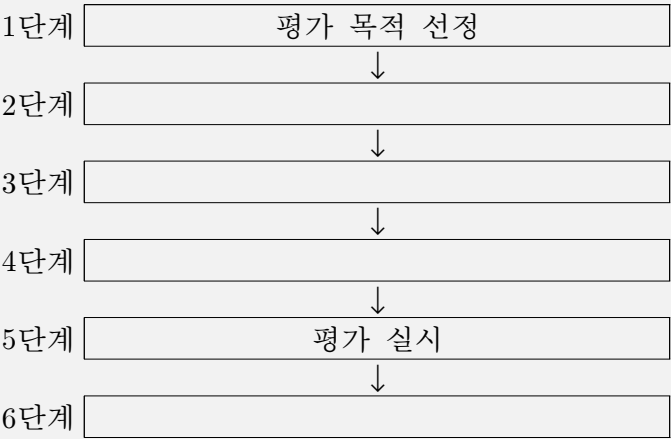 1단계 평가 목적 선정
↓
2단계
↓
3단계
↓
4단계
↓
5단계 평가 실시
↓
6단계